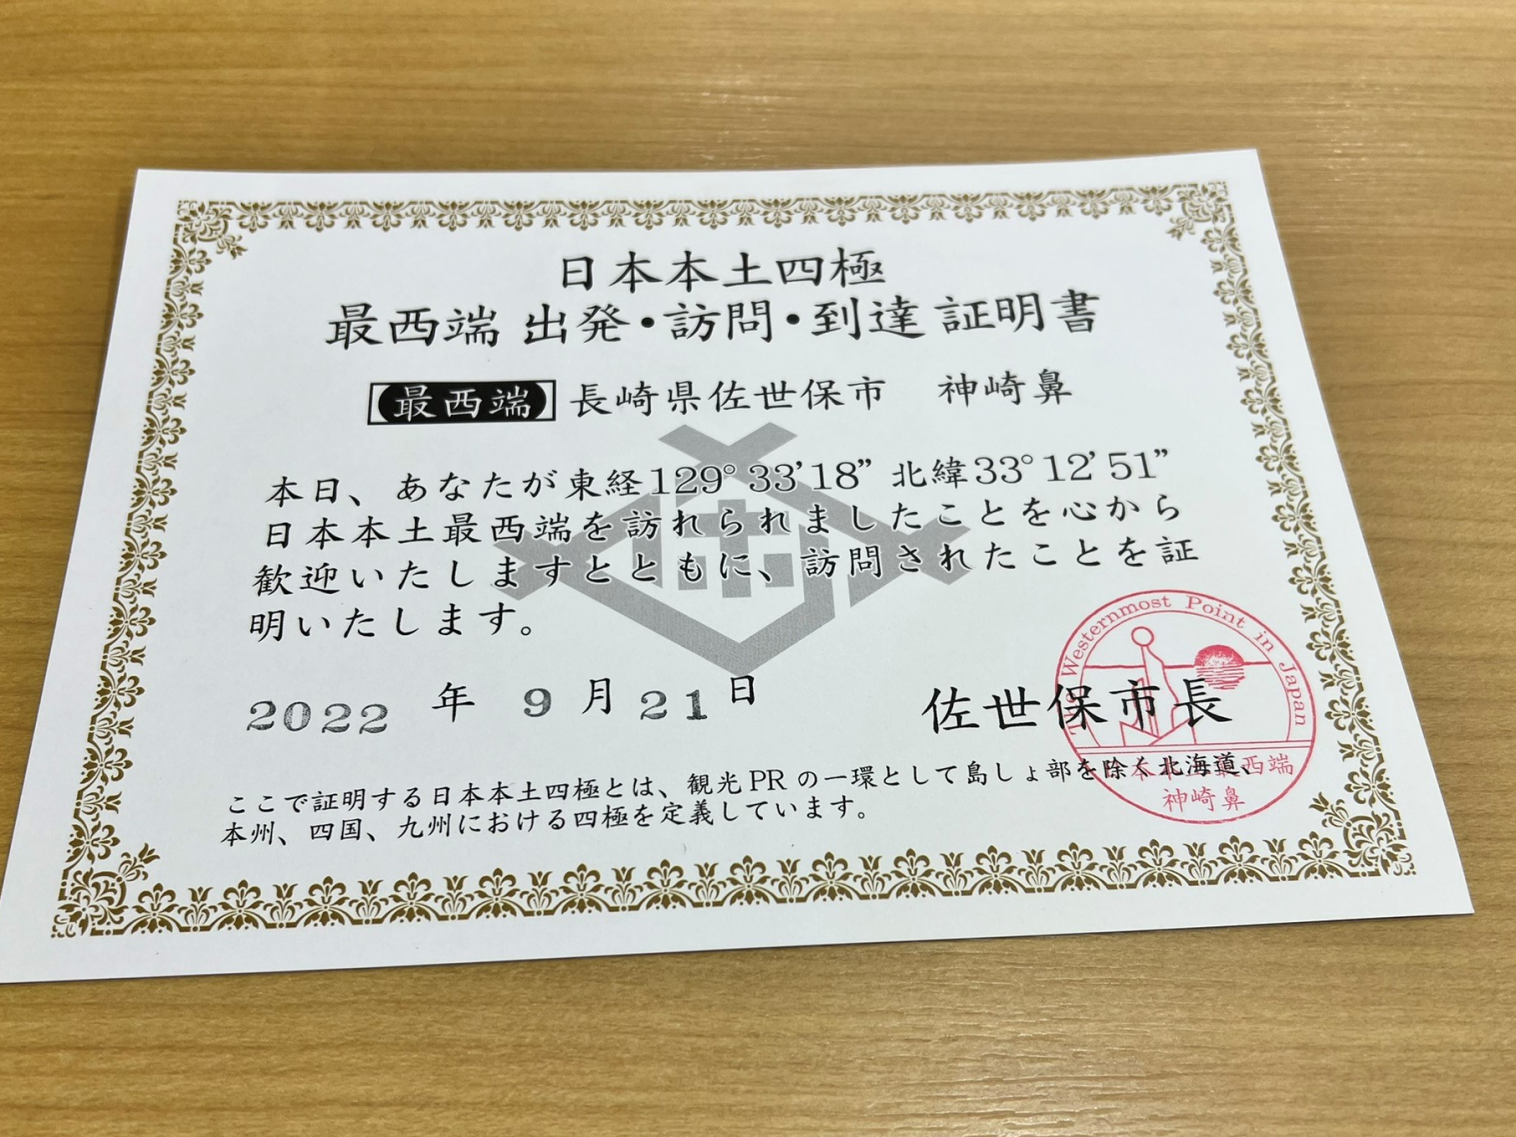 日本本土四極
最西端 出発・訪問・到達 証明書
最西端 長崎県佐世保市 神崎鼻
本日、あなたが東経129°33’18” 北緯33°12’51”
日本本土最西端を訪れられましたことを心から
歓迎いたしますとともに、訪問されたことを証
明いたします。
2022 年 9 月 21 日
佐世保市長
The Westernmost Point in Japan
日本本土最西端
神崎鼻
ここで証明する日本本土四極とは、観光PRの一環として島しょ部を除く北海道、
本州、四国、九州における四極を定義しています。